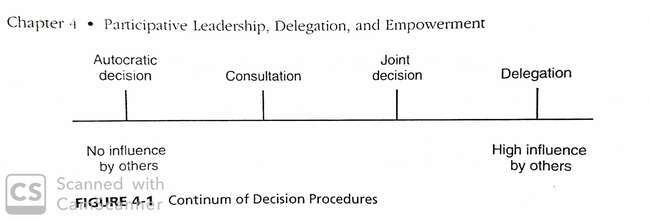 Chapter 4 • Participative Leadership, Delegation, and Empowerment
Autocratic
decision
Consultation
Joint
decision
Delegation
No influence
by others
High influence
by others
CS
Scanned with
CamScanner
FIGURE 4-1 Continum of Decision Procedures